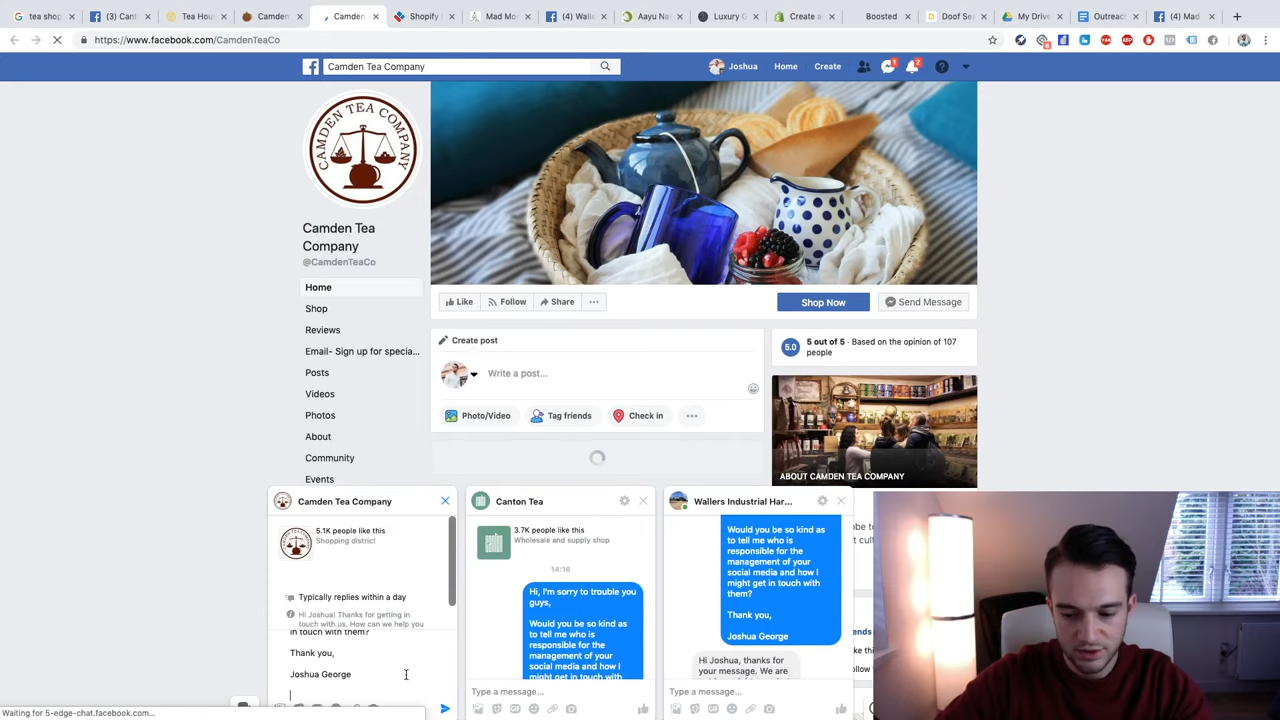 tea shop
(3) Cant
Tea Hou
Camden
Camden
Shopify
Mad Mo
(4) Walle
Aayu Na
Luxury G
Create a
Boosted
Doof Se
My Drive
Outreac
(4) Mad
https://www.facebook.com/CamdenTeaCo
Camden Tea Company
Joshua
Home
Create
1
2
CAMDEN TEA COMPANY
Camden Tea
Company
@CamdenTeaCo
Home
Shop
Reviews
Email- Sign up for specia...
Posts
Videos
Photos
About
Community
Events
Like
Follow
Share
Shop Now
Send Message
Create post
Write a post...
Photo/Video
Tag friends
Check in
5.0
5 out of 5 · Based on the opinion of 107
people
ABOUT CAMDEN TEA COMPANY
Camden Tea Company
5.1K people like this
Shopping district
Typically replies within a day
Hi Joshua! Thanks for getting in
touch with us. How can we help you
in touch with them?
Thank you,
Joshua George
Canton Tea
3.7K people like this
Wholesale and supply shop
14:16
Hi, I'm sorry to trouble you
guys,
Would you be so kind as
to tell me who is
responsible for the
management of your
social media and how I
might get in touch with
Type a message...
Wallers Industrial Har...
Would you be so kind as
to tell me who is
responsible for the
management of your
social media and how I
might get in touch with
them?
Thank you,
Joshua George
Hi Joshua, thanks for
your message. We are
Type a message...
Waiting for 5-edge-chat.facebook.com...